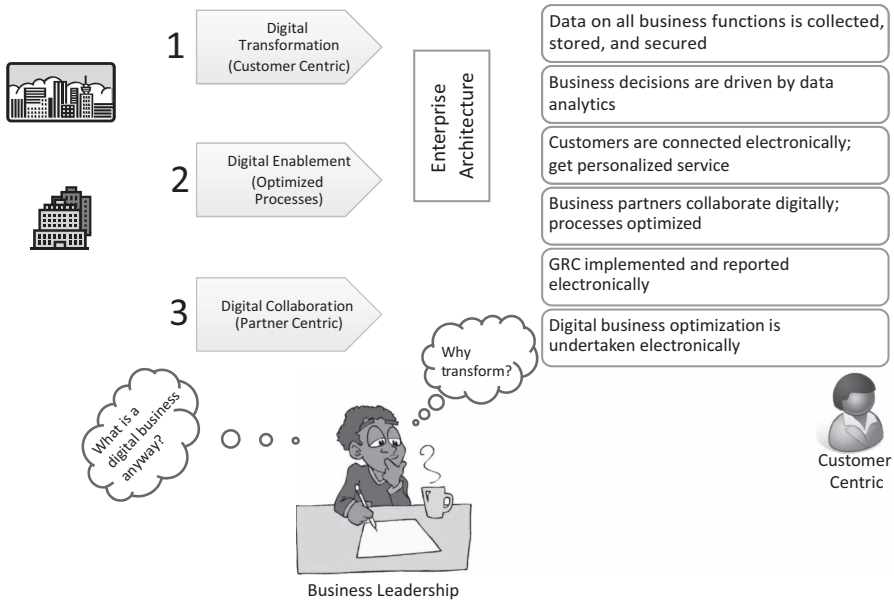 1
Digital
Transformation
(Customer Centric)
2
Digital Enablement
(Optimized
Processes)
3
Digital Collaboration
(Partner Centric)
Enterprise
Architecture
Data on all business functions is collected,
stored, and secured
Business decisions are driven by data
analytics
Customers are connected electronically;
get personalized service
Business partners collaborate digitally;
processes optimized
GRC implemented and reported
electronically
Digital business optimization is
undertaken electronically
Why
transform?
What is a
digital business
anyway?
Customer
Centric
Business Leadership